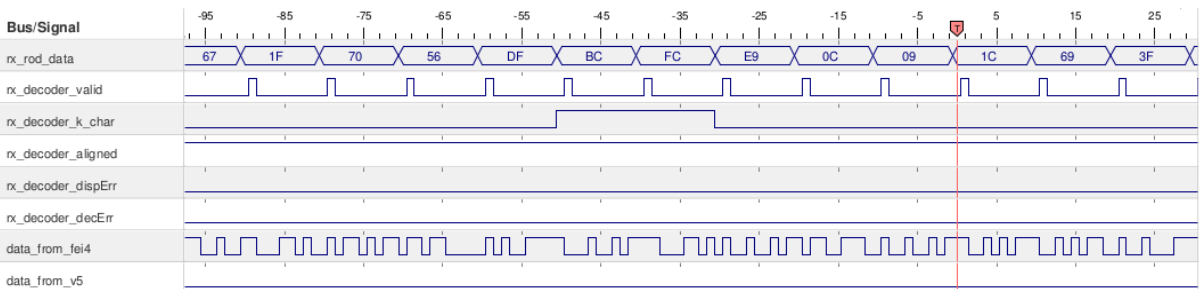 Bus/Signal -95 -85 -75 -65 -55 -45 -35 -25 -15 -5 T 5 15 25
rx_rod_data 67 1F 70 56 DF BC FC E9 0C 09 1C 69 3F
rx_decoder_valid
rx_decoder_k_char
rx_decoder_aligned
rx_decoder_dispErr
rx_decoder_decErr
data_from_fei4
data_from_v5